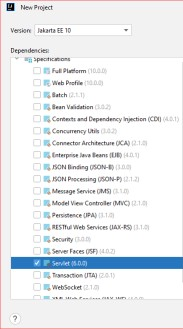 New Project
Version: Jakarta EE 10
Dependencies:
Specifications
Full Platform (10.0.0)
Web Profile (10.0.0)
Batch (2.1.1)
Bean Validation (3.0.2)
Contexts and Dependency Injection (CDI) (4.0.1)
Concurrency Utils (3.0.2)
Connector Architecture (JCA) (2.1.0)
Enterprise Java Beans (EJB) (4.0.1)
JSON Binding (JSON-B) (3.0.0)
JSON Processing (JSON-P) (2.1.2)
Message Service (JMS) (3.1.0)
Model View Controller (MVC) (2.1.0)
Persistence (JPA) (3.1.0)
RESTful Web Services (JAX-RS) (3.1.0)
Security (3.0.0)
Server Faces (JSF) (4.0.2)
Servlet (6.0.0)
Transaction (JTA) (2.0.1)
WebSocket (2.1.0)
?